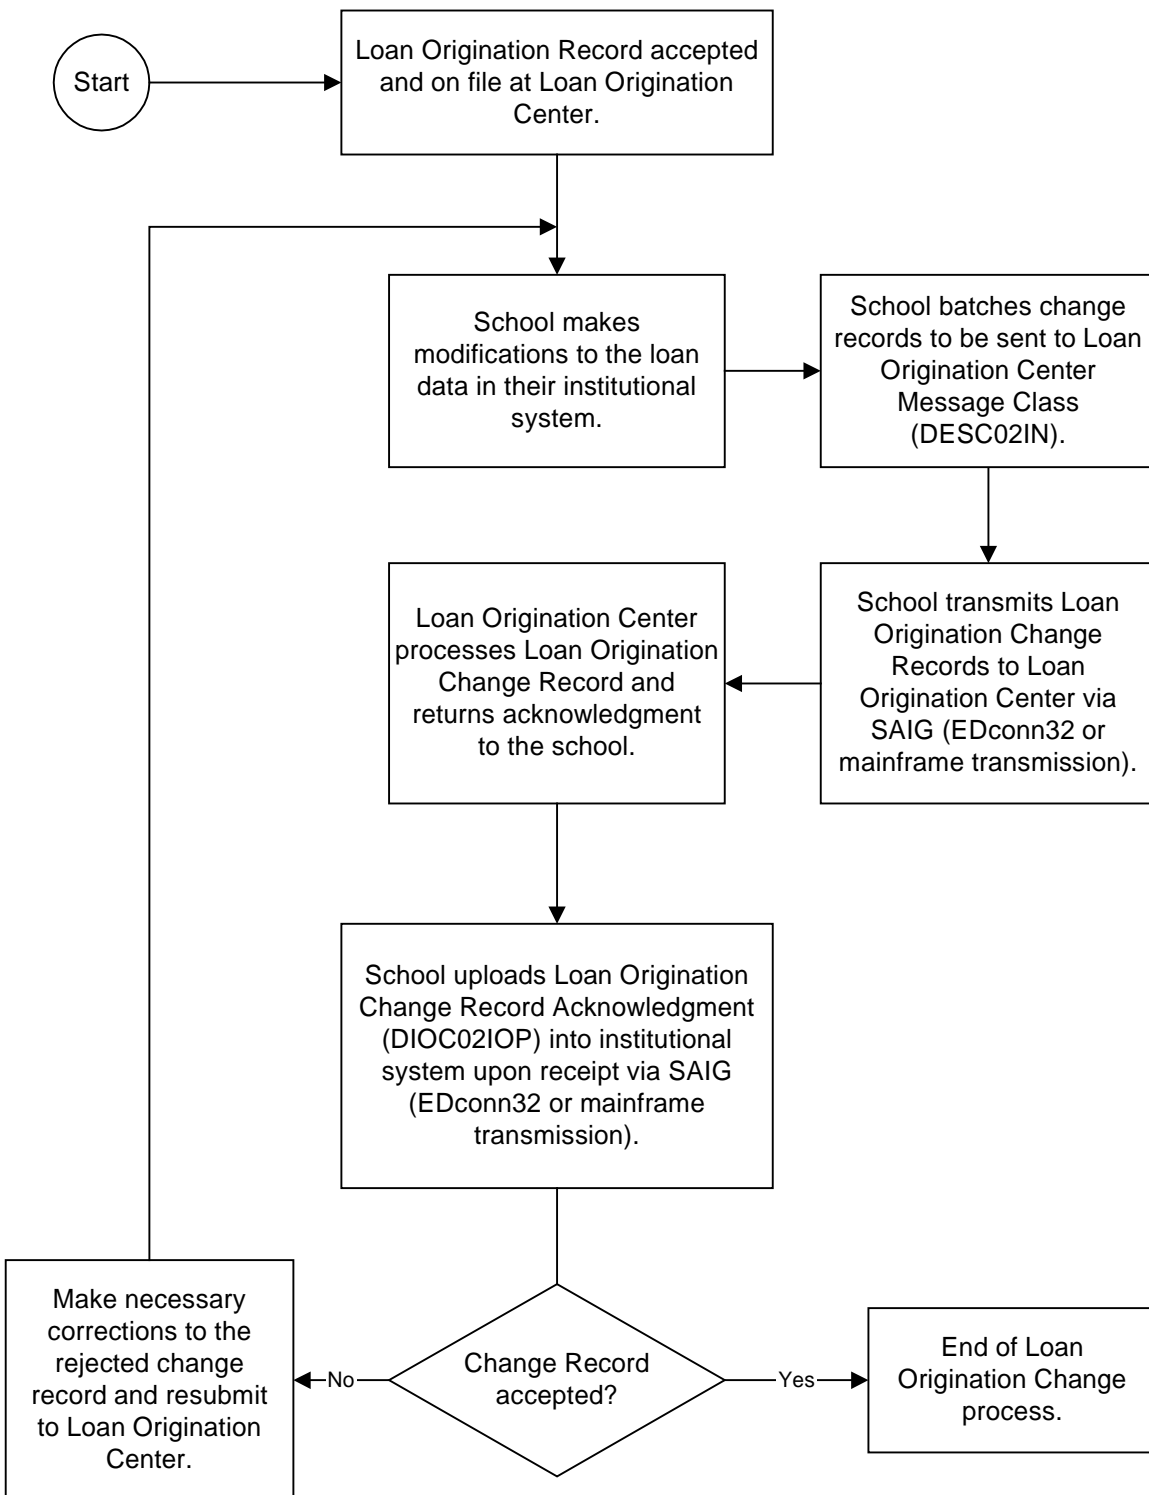 Start
Loan Origination Record accepted
and on file at Loan Origination
Center.
School makes
modifications to the loan
data in their institutional
system.
School batches change
records to be sent to Loan
Origination Center
Message Class
(DESC02IN).
School transmits Loan
Origination Change
Records to Loan
Origination Center via
SAIG (EDconn32 or
mainframe transmission).
Loan Origination Center
processes Loan Origination
Change Record and
returns acknowledgment
to the school.
School uploads Loan Origination
Change Record Acknowledgment
(DIOC02IOP) into institutional
system upon receipt via SAIG
(EDconn32 or mainframe
transmission).
Change Record
accepted?
No
Yes
Make necessary
corrections to the
rejected change
record and resubmit
to Loan Origination
Center.
End of Loan
Origination Change
process.